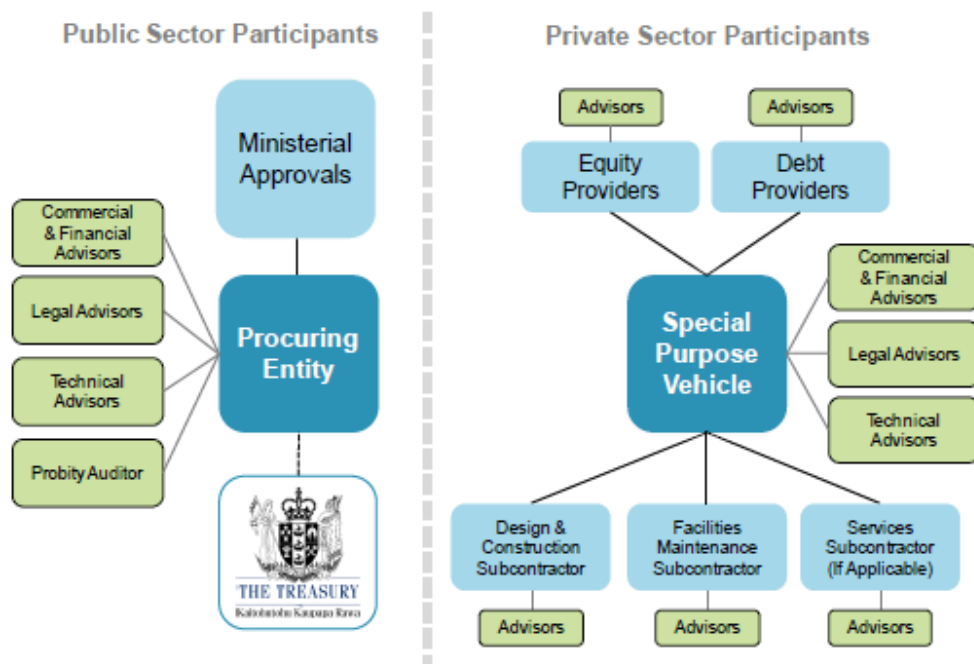 Public Sector Participants
Ministerial
Approvals
Commercial
& Financial
Advisors
Legal Advisors
Technical
Advisors
Probity Auditor
Procuring
Entity
THE TREASURY
Kaitohutohu Kaupapa Rawa
Private Sector Participants
Advisors
Advisors
Equity
Providers
Debt
Providers
Special
Purpose
Vehicle
Commercial
& Financial
Advisors
Legal Advisors
Technical
Advisors
Design &
Construction
Subcontractor
Facilities
Maintenance
Subcontractor
Services
Subcontractor
(If Applicable)
Advisors
Advisors
Advisors